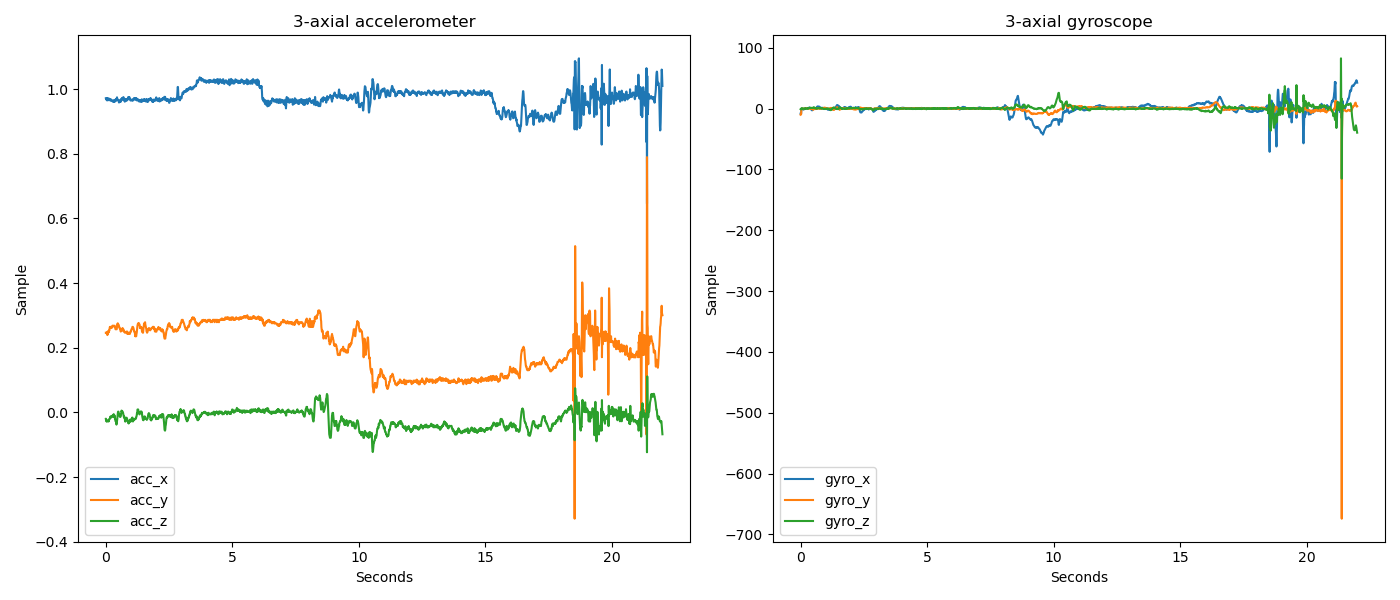 3-axial accelerometer
Sample
1.0
0.8
0.6
0.4
0.2
0.0
−0.2
−0.4
0
5
10
15
20
Seconds
acc_x
acc_y
acc_z
3-axial gyroscope
Sample
100
0
−100
−200
−300
−400
−500
−600
−700
0
5
10
15
20
Seconds
gyro_x
gyro_y
gyro_z